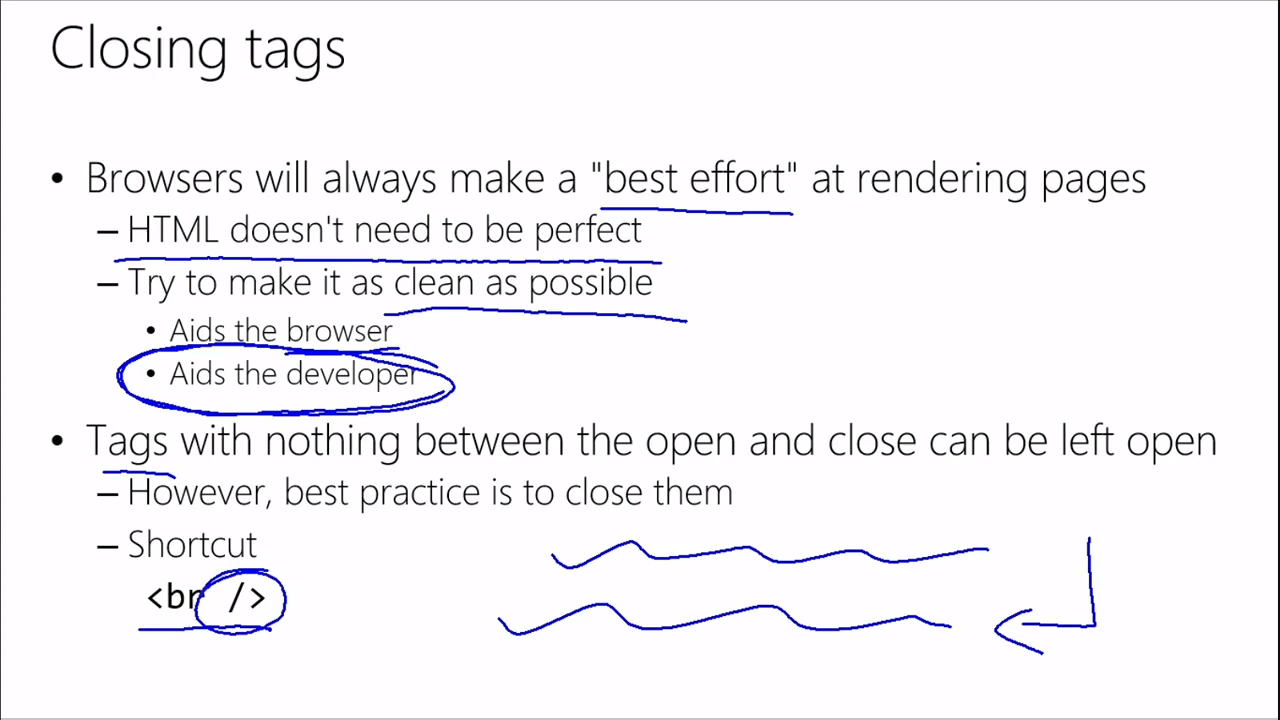 Closing tags
• Browsers will always make a "best effort" at rendering pages
– HTML doesn't need to be perfect
– Try to make it as clean as possible
• Aids the browser
• Aids the developer
• Tags with nothing between the open and close can be left open
– However, best practice is to close them
– Shortcut
<br />